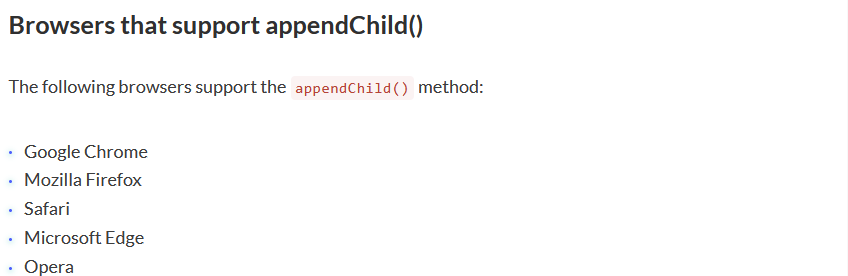 Browsers that support appendChild()
The following browsers support the appendChild() method:
Google Chrome
Mozilla Firefox
Safari
Microsoft Edge
Opera